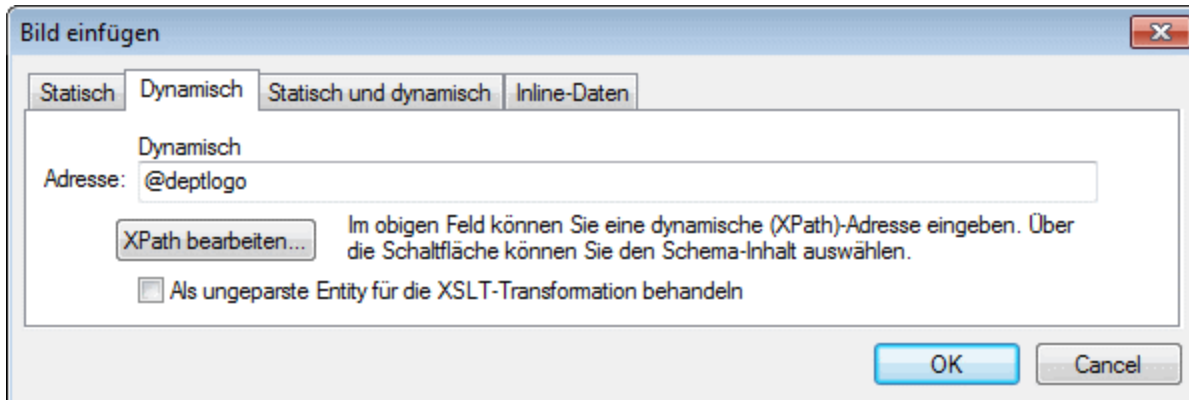 Bild einfügen
Statisch
Dynamisch
Statisch und dynamisch
Inline-Daten
Dynamisch
Adresse: @deptlogo
XPath bearbeiten...
Im obigen Feld können Sie eine dynamische (XPath)-Adresse eingeben. Über
die Schaltfläche können Sie den Schema-Inhalt auswählen.
Als ungeparste Entity für die XSLT-Transformation behandeln
OK
Cancel